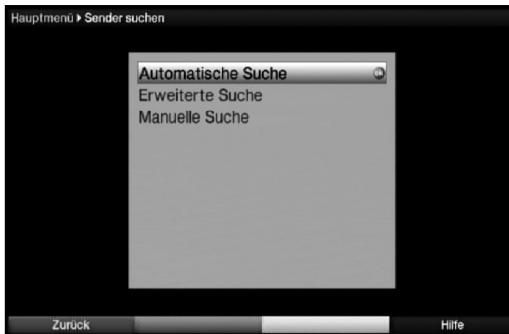 Hauptmenü ▸ Sender suchen
Automatische Suche
Erweiterte Suche
Manuelle Suche
Zurück Hilfe